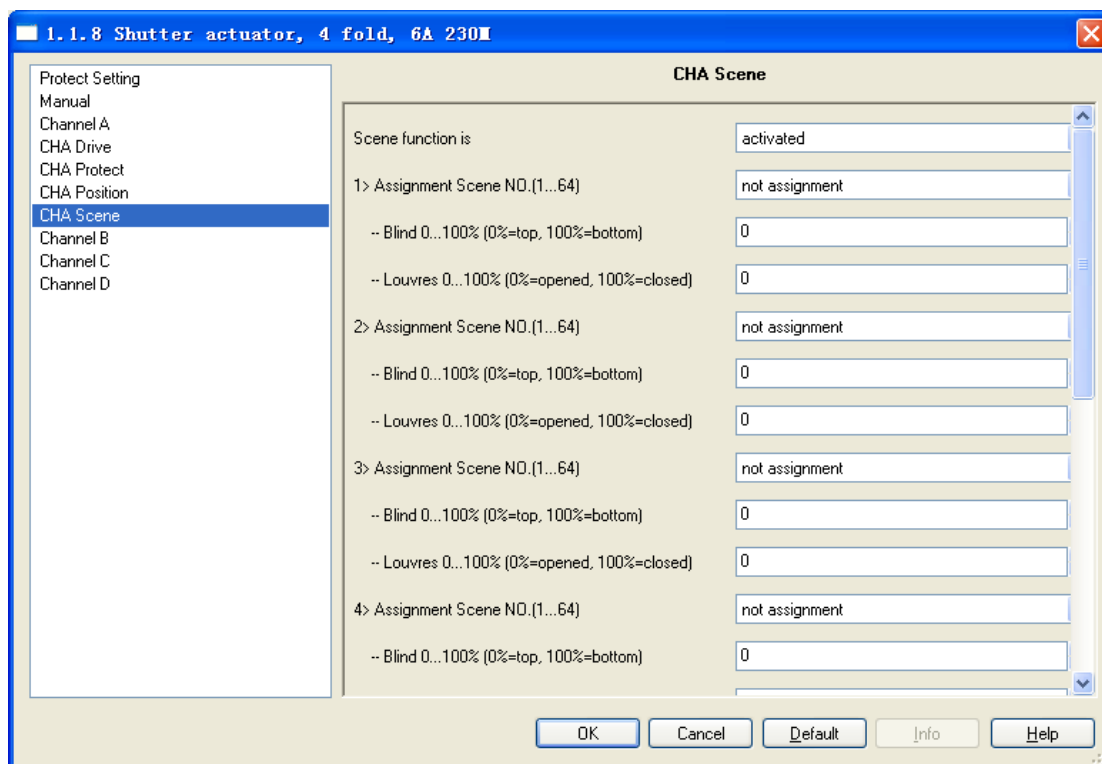 1.1.8 Shutter actuator, 4 fold, 6A 230W
Protect Setting
Manual
Channel A
CHA Drive
CHA Protect
CHA Position
CHA Scene
Channel B
Channel C
Channel D
CHA Scene
Scene function is activated
1> Assignment Scene NO.(1...64) not assignment
-- Blind 0...100% (0%=top, 100%=bottom) 0
-- Louvres 0...100% (0%=opened, 100%=closed) 0
2> Assignment Scene NO.(1...64) not assignment
-- Blind 0...100% (0%=top, 100%=bottom) 0
-- Louvres 0...100% (0%=opened, 100%=closed) 0
3> Assignment Scene NO.(1...64) not assignment
-- Blind 0...100% (0%=top, 100%=bottom) 0
-- Louvres 0...100% (0%=opened, 100%=closed) 0
4> Assignment Scene NO.(1...64) not assignment
-- Blind 0...100% (0%=top, 100%=bottom) 0
OK Cancel Default Info Help